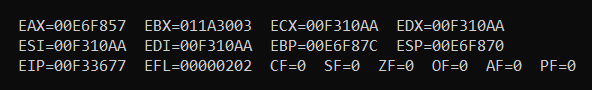 EAX=00E6F857  EBX=011A3003  ECX=00F310AA  EDX=00F310AA
ESI=00F310AA  EDI=00F310AA  EBP=00E6F87C  ESP=00E6F870
EIP=00F33677  EFL=00000202  CF=0  SF=0  ZF=0  OF=0  AF=0  PF=0